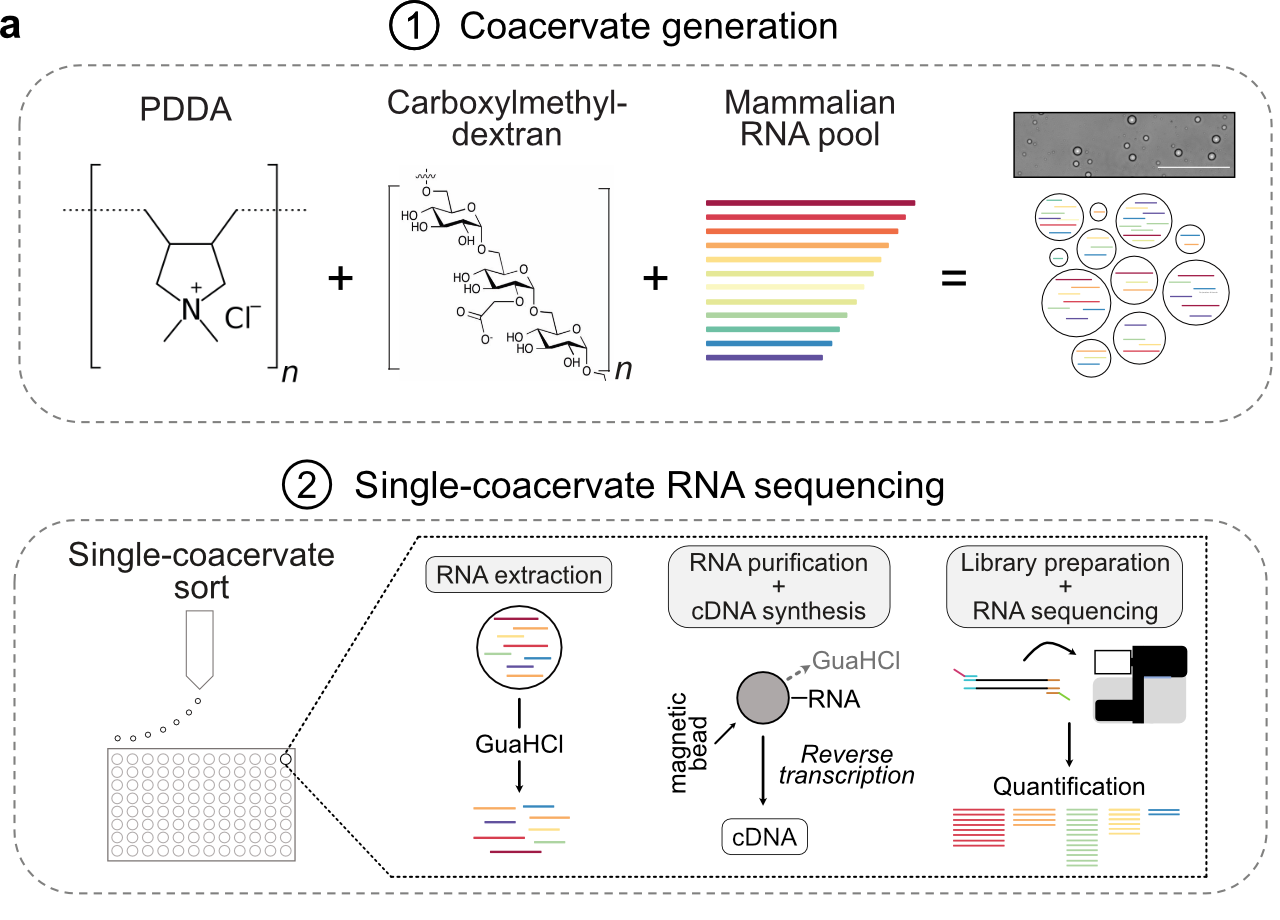 a
1 Coacervate generation
PDDA
Carboxylmethyl-
dextran
Mammalian
RNA pool
N
+
Cl−
n
+
O
HO
HO
O
OH
O
HO
HO
O
O
O
O
O-
HO
HO
O
OH
O
n
+
=
2 Single-coacervate RNA sequencing
Single-coacervate
sort
RNA extraction
GuaHCl
RNA purification
+
cDNA synthesis
GuaHCl
RNA
magnetic
bead
Reverse
transcription
cDNA
Library preparation
+
RNA sequencing
Quantification